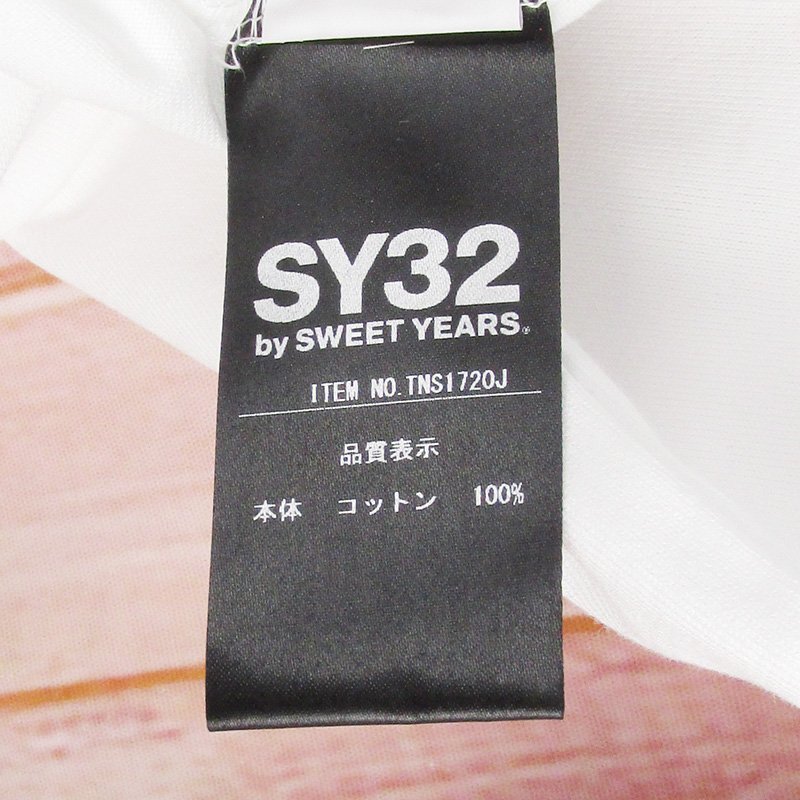 SY32
by SWEET YEARS®
ITEM NO.TNS1720J
品質表示
本体 コットン 100%